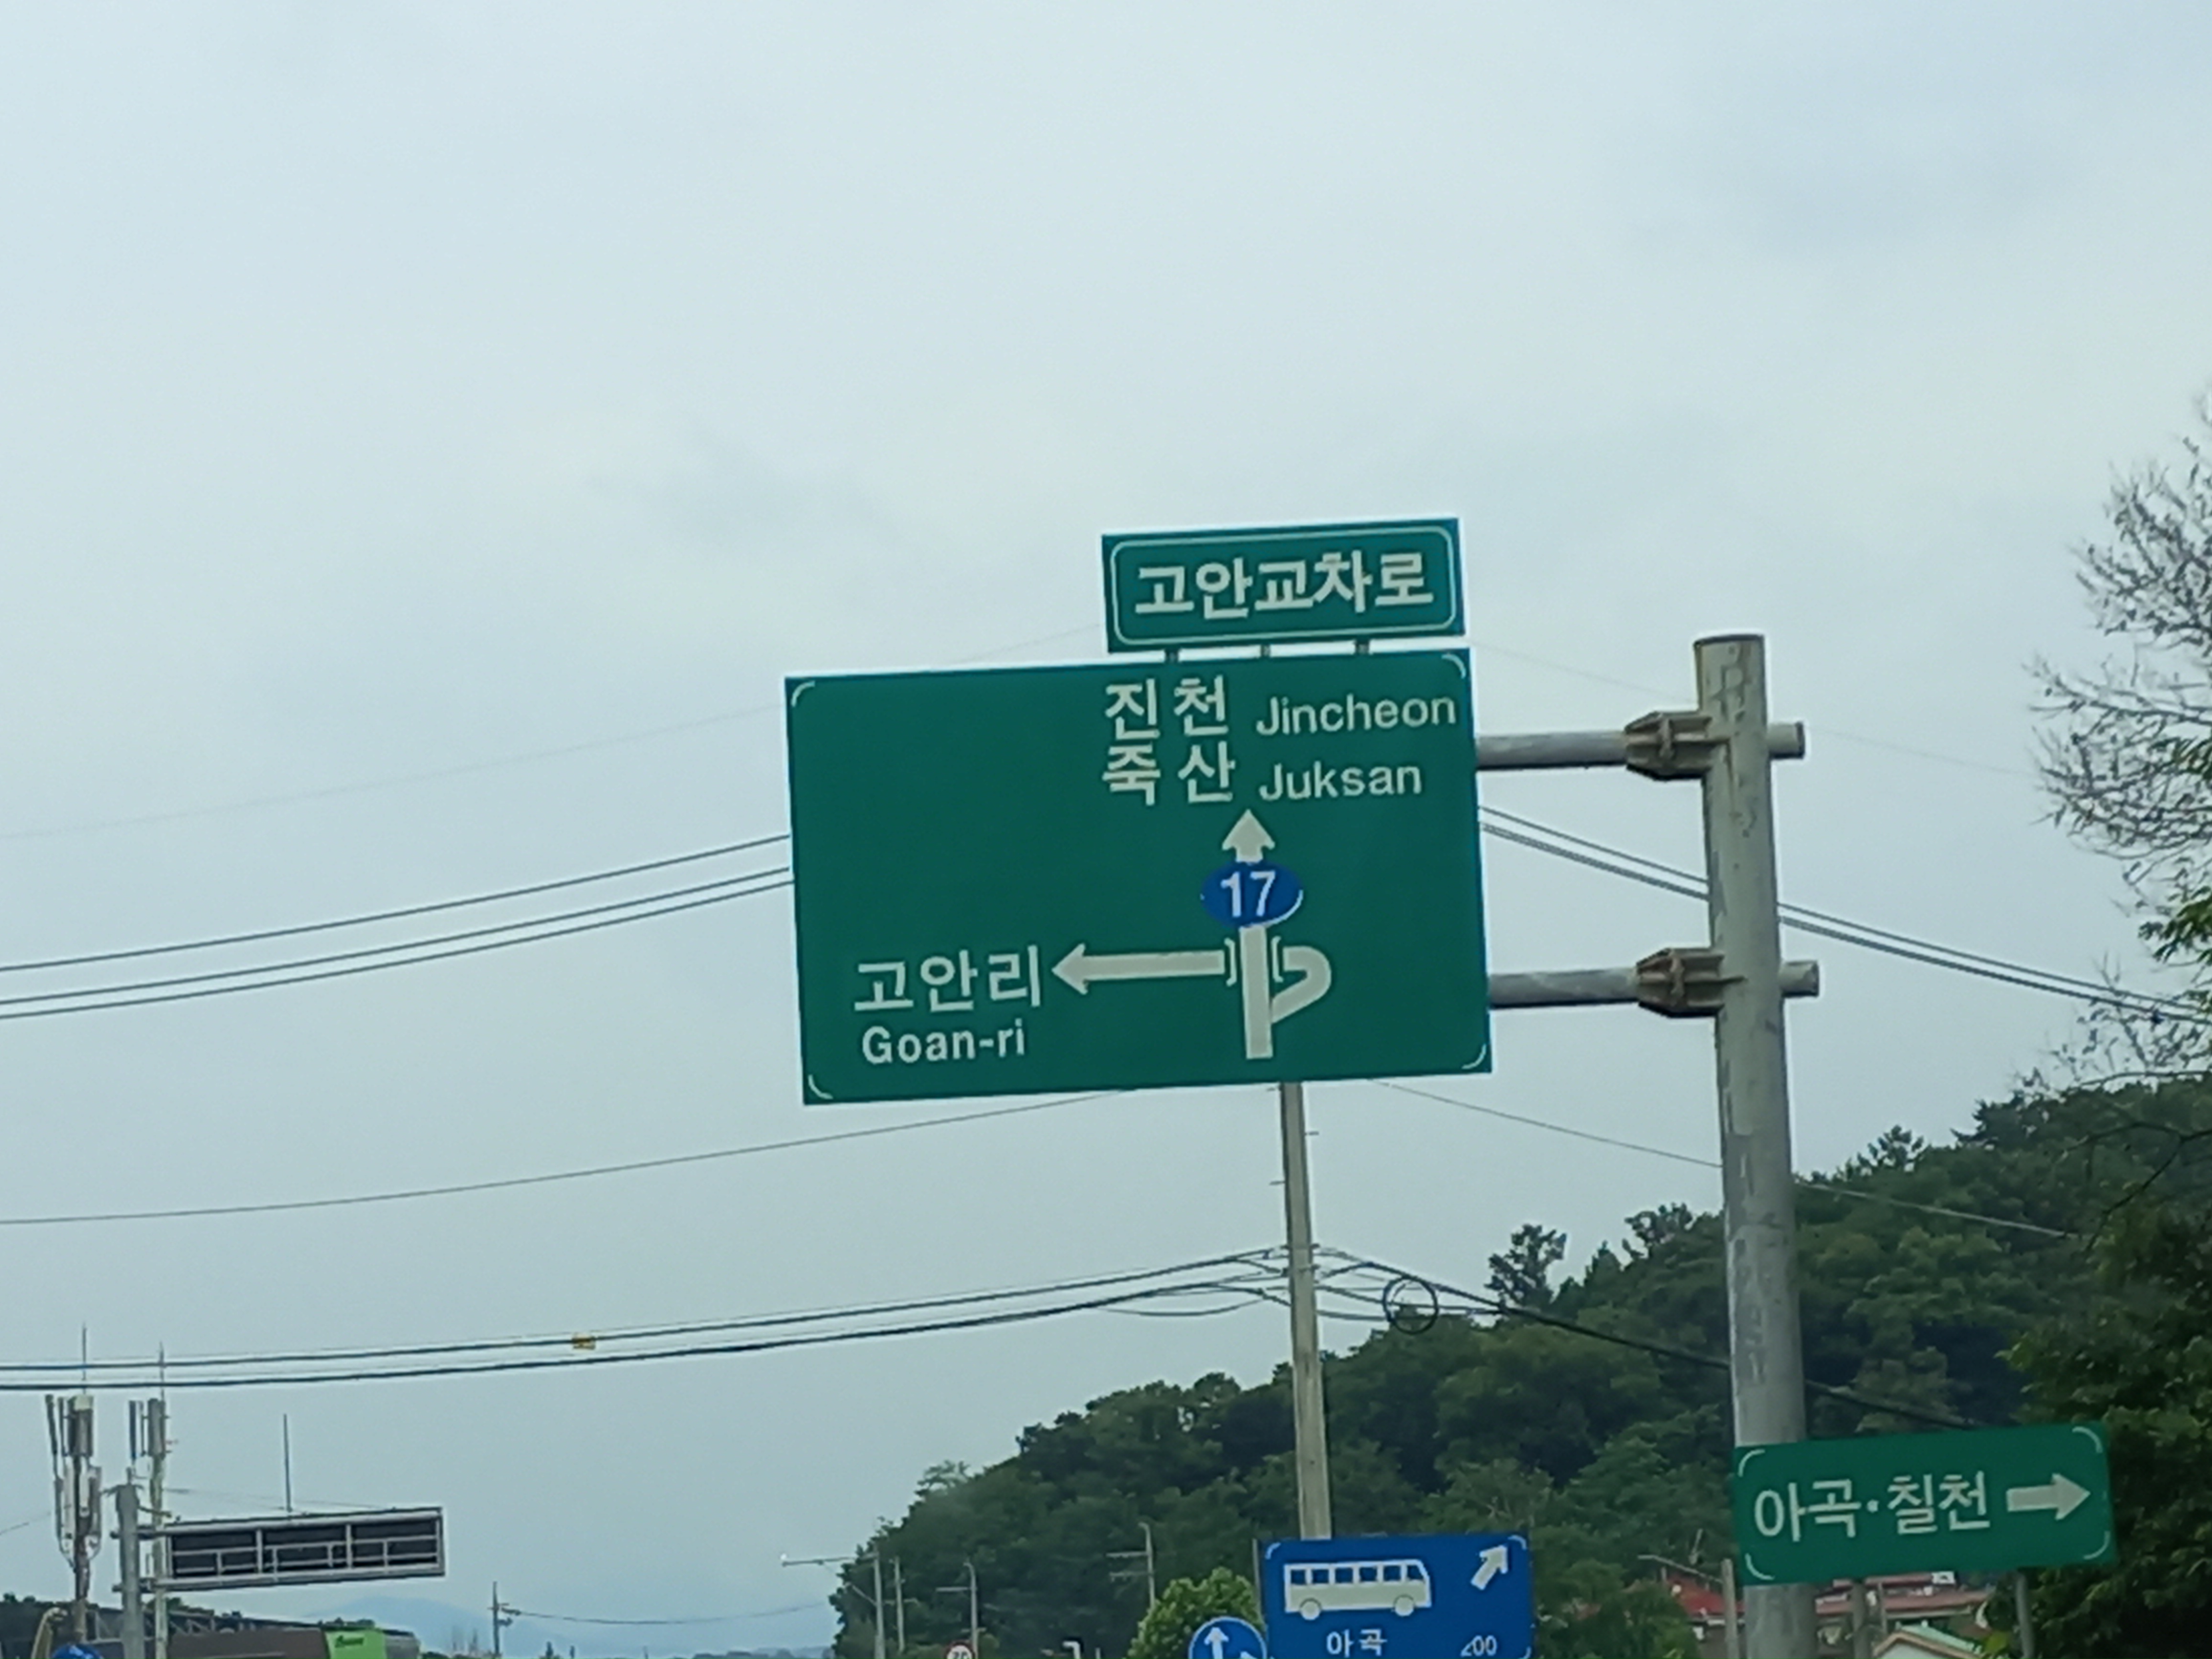 고안교차로
진천 Jincheon
죽산 Juksan
17
고안리
Goan-ri
아곡·칠천
아곡 200